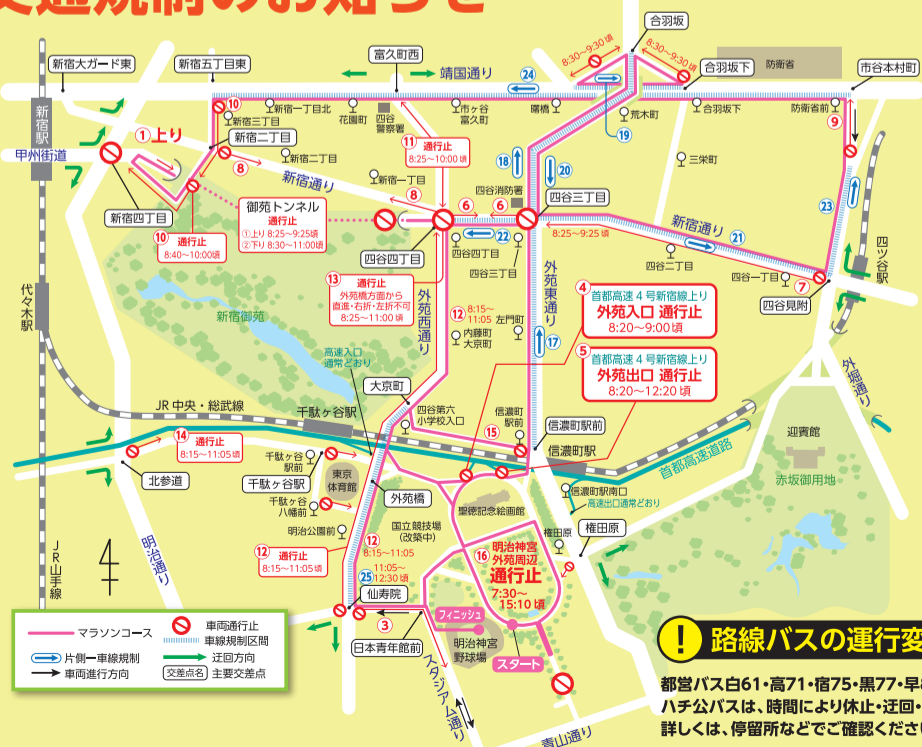 交通規制のお知らせ
合羽坂
8:30~9:30頃
8:30~9:30頃
新宿大ガード東
新宿五丁目東
富久町西
靖国通り
24
合羽坂下
防衛省
市谷本村町
新宿駅
甲州街道
①上り
10
新宿三丁目
新宿一丁目北
花園町
四谷警察署
市ヶ谷富久町
曙橋
荒木町
19
合羽坂下
防衛省前
9
新宿二丁目
8
新宿二丁目
11
通行止
8:25~10:00頃
18
20
三栄町
新宿通り
新宿一丁目
8
四谷消防署
四谷三丁目
23
新宿四丁目
10
通行止
8:40~10:00頃
御苑トンネル
通行止
①上り 8:25~9:25頃
②下り 8:30~11:00頃
6
6
22
四谷四丁目
四谷四丁目
四谷三丁目
8:25~9:25頃
新宿通り
21
四谷二丁目
四谷一丁目
7
四谷見附
四ツ谷駅
代々木駅
新宿御苑
13
通行止
外苑橋方面から
直進・右折・左折不可
8:25~11:00頃
外苑西通り
12
8:15~
11:05
内藤町
大京町
左門町
外苑東通り
17
4
首都高速4号新宿線上り
外苑入口 通行止
8:20~9:00頃
5
首都高速4号新宿線上り
外苑出口 通行止
8:20~12:20頃
外堀通り
高速入口
通常どおり
大京町
JR中央・総武線
千駄ヶ谷駅
四谷第六
小学校入口
15
信濃町
駅前
信濃町駅前
信濃町駅
首都高速道路
迎賓館
赤坂御用地
14
通行止
8:15~11:05頃
北参道
千駄ヶ谷
駅前
千駄ヶ谷駅
東京
体育館
千駄ヶ谷
八幡前
外苑橋
聖徳記念絵画館
信濃町駅南口
高速出口通常どおり
明治公園前
国立競技場
(改築中)
権田原
権田原
12
通行止
8:15~11:05頃
12
8:15~11:05
25
11:05~
12:30頃
16
明治神宮
外苑周辺
通行止
7:30~
15:10頃
JR山手線
明治通り
4
仙寿院
3
日本青年館前
フィニッシュ
明治神宮
野球場
スタート
スタジアム通り
青山通り
マラソンコース
車両通行止
車線規制区間
片側一車線規制
迂回方向
車両進行方向
交差点名
主要交差点
! 路線バスの運行変
都営バス白61・高71・宿75・黒77・早
ハチ公バスは、時間により休止・迂回・
詳しくは、停留所などでご確認くださ